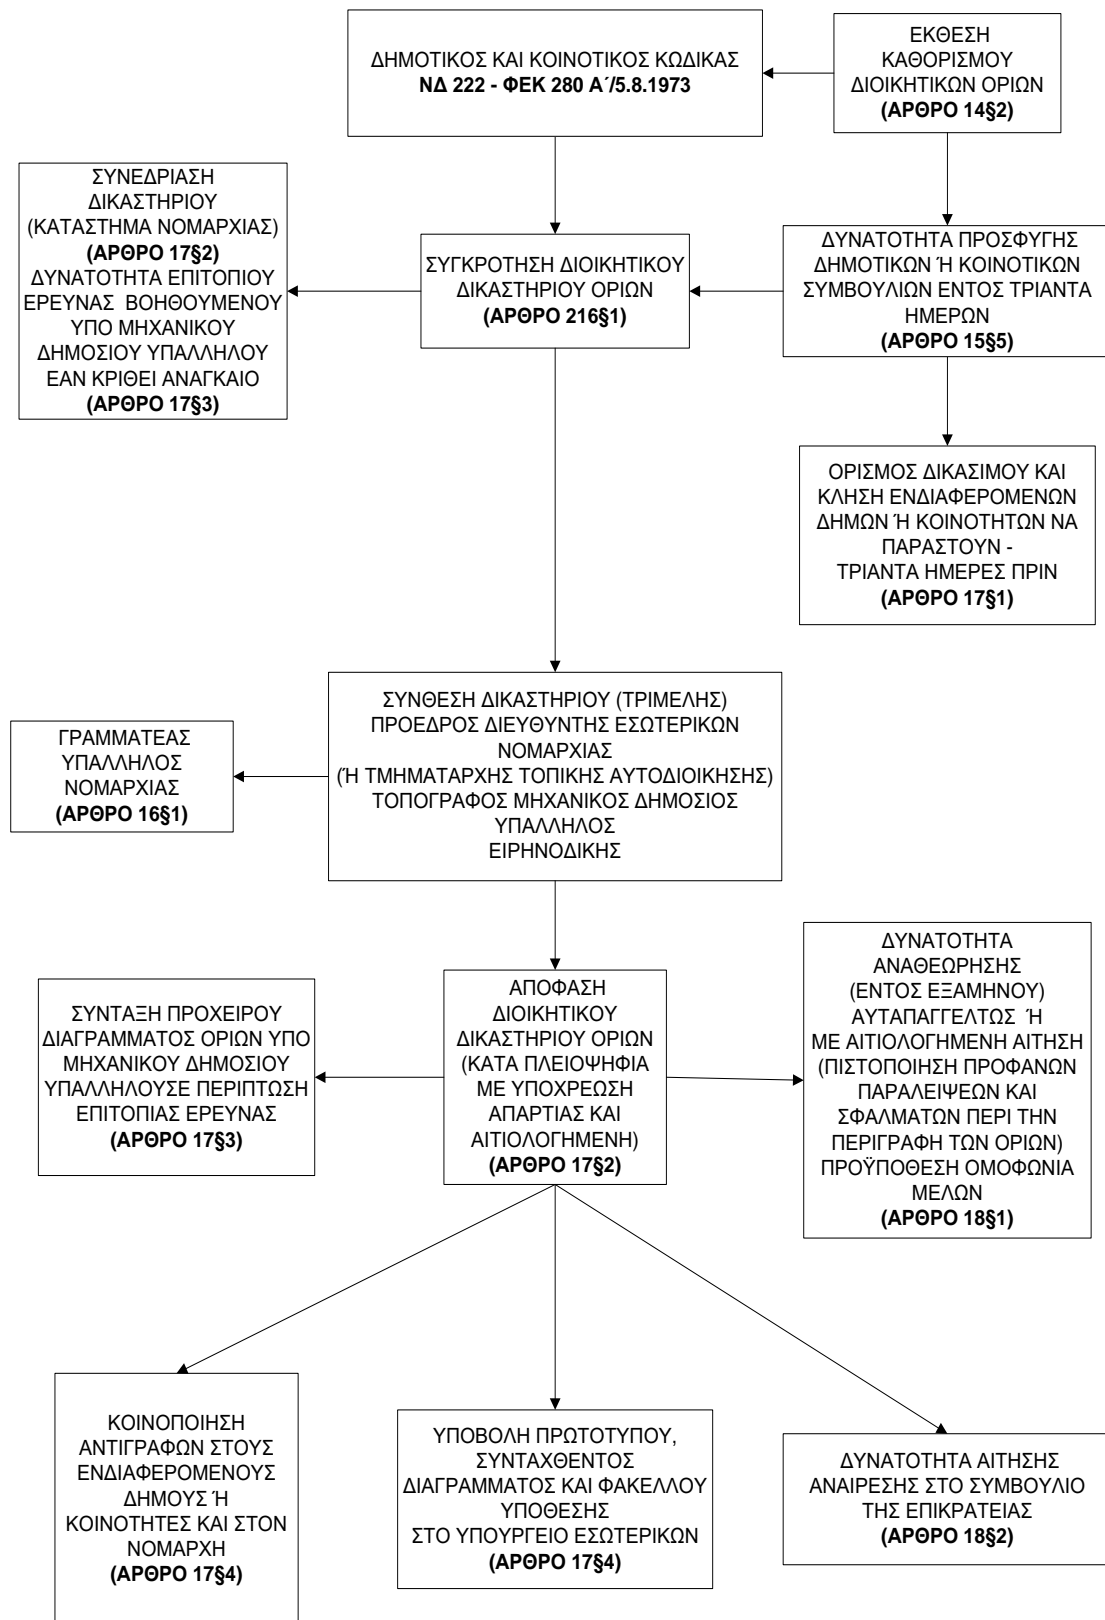 ΔΗΜΟΤΙΚΟΣ ΚΑΙ ΚΟΙΝΟΤΙΚΟΣ ΚΩΔΙΚΑΣ
ΝΔ 222 - ΦΕΚ 280 Α΄/5.8.1973
ΕΚΘΕΣΗ
ΚΑΘΟΡΙΣΜΟΥ
ΔΙΟΙΚΗΤΙΚΩΝ ΟΡΙΩΝ
(ΑΡΘΡΟ 14§2)
ΣΥΝΕΔΡΙΑΣΗ
ΔΙΚΑΣΤΗΡΙΟΥ
(ΚΑΤΑΣΤΗΜΑ ΝΟΜΑΡΧΙΑΣ)
(ΑΡΘΡΟ 17§2)
ΔΥΝΑΤΟΤΗΤΑ ΕΠΙΤΟΠΙΟΥ
ΕΡΕΥΝΑΣ ΒΟΗΘΟΥΜΕΝΟΥ
ΥΠΟ ΜΗΧΑΝΙΚΟΥ
ΔΗΜΟΣΙΟΥ ΥΠΑΛΛΗΛΟΥ
ΕΑΝ ΚΡΙΘΕΙ ΑΝΑΓΚΑΙΟ
(ΑΡΘΡΟ 17§3)
ΣΥΓΚΡΟΤΗΣΗ ΔΙΟΙΚΗΤΙΚΟΥ
ΔΙΚΑΣΤΗΡΙΟΥ ΟΡΙΩΝ
(ΑΡΘΡΟ 216§1)
ΔΥΝΑΤΟΤΗΤΑ ΠΡΟΣΦΥΓΗΣ
ΔΗΜΟΤΙΚΩΝ Ή ΚΟΙΝΟΤΙΚΩΝ
ΣΥΜΒΟΥΛΙΩΝ ΕΝΤΟΣ ΤΡΙΑΝΤΑ
ΗΜΕΡΩΝ
(ΑΡΘΡΟ 15§5)
ΟΡΙΣΜΟΣ ΔΙΚΑΣΙΜΟΥ ΚΑΙ
ΚΛΗΣΗ ΕΝΔΙΑΦΕΡΟΜΕΝΩΝ
ΔΗΜΩΝ Ή ΚΟΙΝΟΤΗΤΩΝ ΝΑ
ΠΑΡΑΣΤΟΥΝ -
ΤΡΙΑΝΤΑ ΗΜΕΡΕΣ ΠΡΙΝ
(ΑΡΘΡΟ 17§1)
ΣΥΝΘΕΣΗ ΔΙΚΑΣΤΗΡΙΟΥ (ΤΡΙΜΕΛΗΣ)
ΠΡΟΕΔΡΟΣ ΔΙΕΥΘΥΝΤΗΣ ΕΣΩΤΕΡΙΚΩΝ
ΝΟΜΑΡΧΙΑΣ
(Ή ΤΜΗΜΑΤΑΡΧΗΣ ΤΟΠΙΚΗΣ ΑΥΤΟΔΙΟΙΚΗΣΗΣ)
ΤΟΠΟΓΡΑΦΟΣ ΜΗΧΑΝΙΚΟΣ ΔΗΜΟΣΙΟΣ
ΥΠΑΛΛΗΛΟΣ
ΕΙΡΗΝΟΔΙΚΗΣ
ΓΡΑΜΜΑΤΕΑΣ
ΥΠΑΛΛΗΛΟΣ
ΝΟΜΑΡΧΙΑΣ
(ΑΡΘΡΟ 16§1)
ΣΥΝΤΑΞΗ ΠΡΟΧΕΙΡΟΥ
ΔΙΑΓΡΑΜΜΑΤΟΣ ΟΡΙΩΝ ΥΠΟ
ΜΗΧΑΝΙΚΟΥ ΔΗΜΟΣΙΟΥ
ΥΠΑΛΛΗΛΟΥΣΕ ΠΕΡΙΠΤΩΣΗ
ΕΠΙΤΟΠΙΑΣ ΕΡΕΥΝΑΣ
(ΑΡΘΡΟ 17§3)
ΑΠΟΦΑΣΗ
ΔΙΟΙΚΗΤΙΚΟΥ
ΔΙΚΑΣΤΗΡΙΟΥ ΟΡΙΩΝ
(ΚΑΤΑ ΠΛΕΙΟΨΗΦΙΑ
ΜΕ ΥΠΟΧΡΕΩΣΗ
ΑΠΑΡΤΙΑΣ ΚΑΙ
ΑΙΤΙΟΛΟΓΗΜΕΝΗ)
(ΑΡΘΡΟ 17§2)
ΔΥΝΑΤΟΤΗΤΑ
ΑΝΑΘΕΩΡΗΣΗΣ
(ΕΝΤΟΣ ΕΞΑΜΗΝΟΥ)
ΑΥΤΑΠΑΓΓΕΛΤΩΣ Ή
ΜΕ ΑΙΤΙΟΛΟΓΗΜΕΝΗ ΑΙΤΗΣΗ
(ΠΙΣΤΟΠΟΙΗΣΗ ΠΡΟΦΑΝΩΝ
ΠΑΡΑΛΕΙΨΕΩΝ ΚΑΙ
ΣΦΑΛΜΑΤΩΝ ΠΕΡΙ ΤΗΝ
ΠΕΡΙΓΡΑΦΗ ΤΩΝ ΟΡΙΩΝ)
ΠΡΟΫΠΟΘΕΣΗ ΟΜΟΦΩΝΙΑ
ΜΕΛΩΝ
(ΑΡΘΡΟ 18§1)
ΚΟΙΝΟΠΟΙΗΣΗ
ΑΝΤΙΓΡΑΦΩΝ ΣΤΟΥΣ
ΕΝΔΙΑΦΕΡΟΜΕΝΟΥΣ
ΔΗΜΟΥΣ Ή
ΚΟΙΝΟΤΗΤΕΣ ΚΑΙ ΣΤΟΝ
ΝΟΜΑΡΧΗ
(ΑΡΘΡΟ 17§4)
ΥΠΟΒΟΛΗ ΠΡΩΤΟΤΥΠΟΥ,
ΣΥΝΤΑΧΘΕΝΤΟΣ
ΔΙΑΓΡΑΜΜΑΤΟΣ ΚΑΙ ΦΑΚΕΛΛΟΥ
ΥΠΟΘΕΣΗΣ
ΣΤΟ ΥΠΟΥΡΓΕΙΟ ΕΣΩΤΕΡΙΚΩΝ
(ΑΡΘΡΟ 17§4)
ΔΥΝΑΤΟΤΗΤΑ ΑΙΤΗΣΗΣ
ΑΝΑΙΡΕΣΗΣ ΣΤΟ ΣΥΜΒΟΥΛΙΟ
ΤΗΣ ΕΠΙΚΡΑΤΕΙΑΣ
(ΑΡΘΡΟ 18§2)